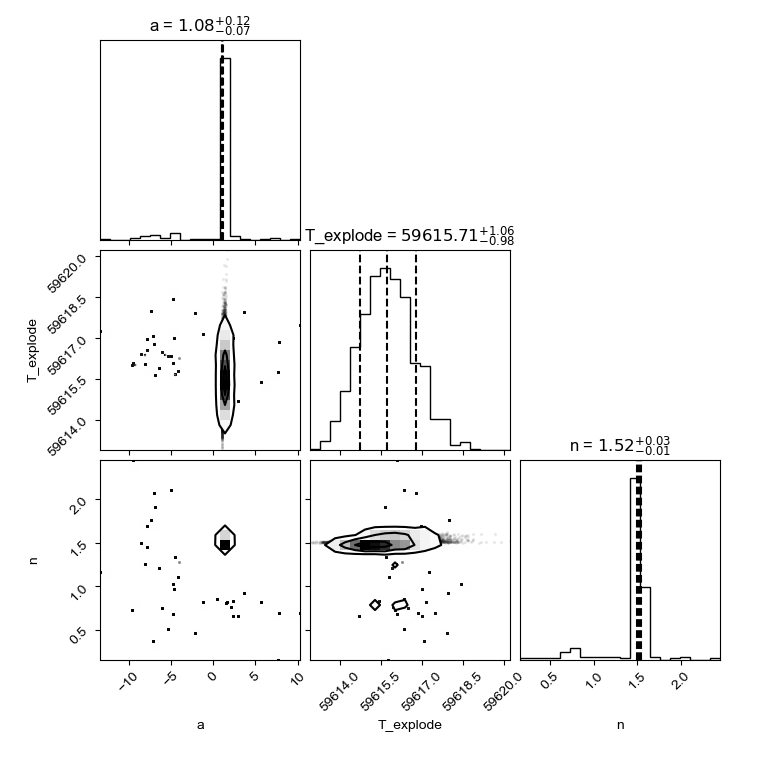 a = 1.08+0.12−0.07
T_explode = 59615.71+1.06−0.98
59620.0
59618.5
59617.0
59615.5
59614.0
T_explode
n = 1.52+0.03−0.01
2.0
1.5
1.0
0.5
n
−10 −5 0 5 10
59614.0 59615.5 59617.0 59618.5 59620.0
0.5 1.0 1.5 2.0
a T_explode n